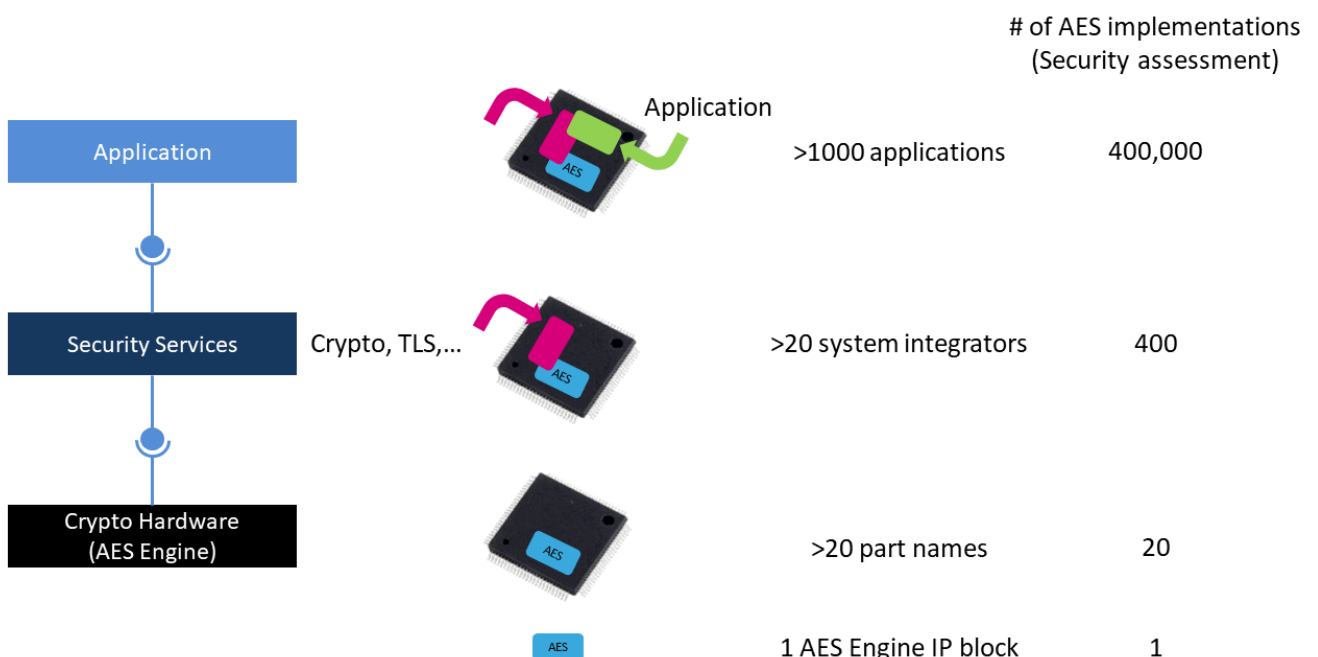 # of AES implementations
(Security assessment)
Application
Application
AES
>1000 applications
400,000
Security Services
Crypto, TLS,...
AES
>20 system integrators
400
Crypto Hardware
(AES Engine)
AES
>20 part names
20
AES
1 AES Engine IP block
1